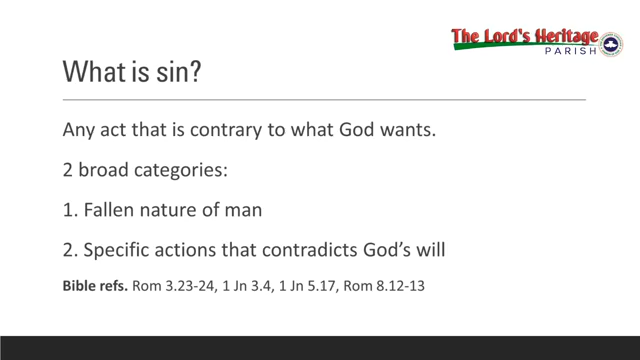 The Lord's Heritage
PARISH
What is sin?
Any act that is contrary to what God wants.
2 broad categories:
1. Fallen nature of man
2. Specific actions that contradicts God's will
Bible refs. Rom 3.23-24, 1 Jn 3.4, 1 Jn 5.17, Rom 8.12-13